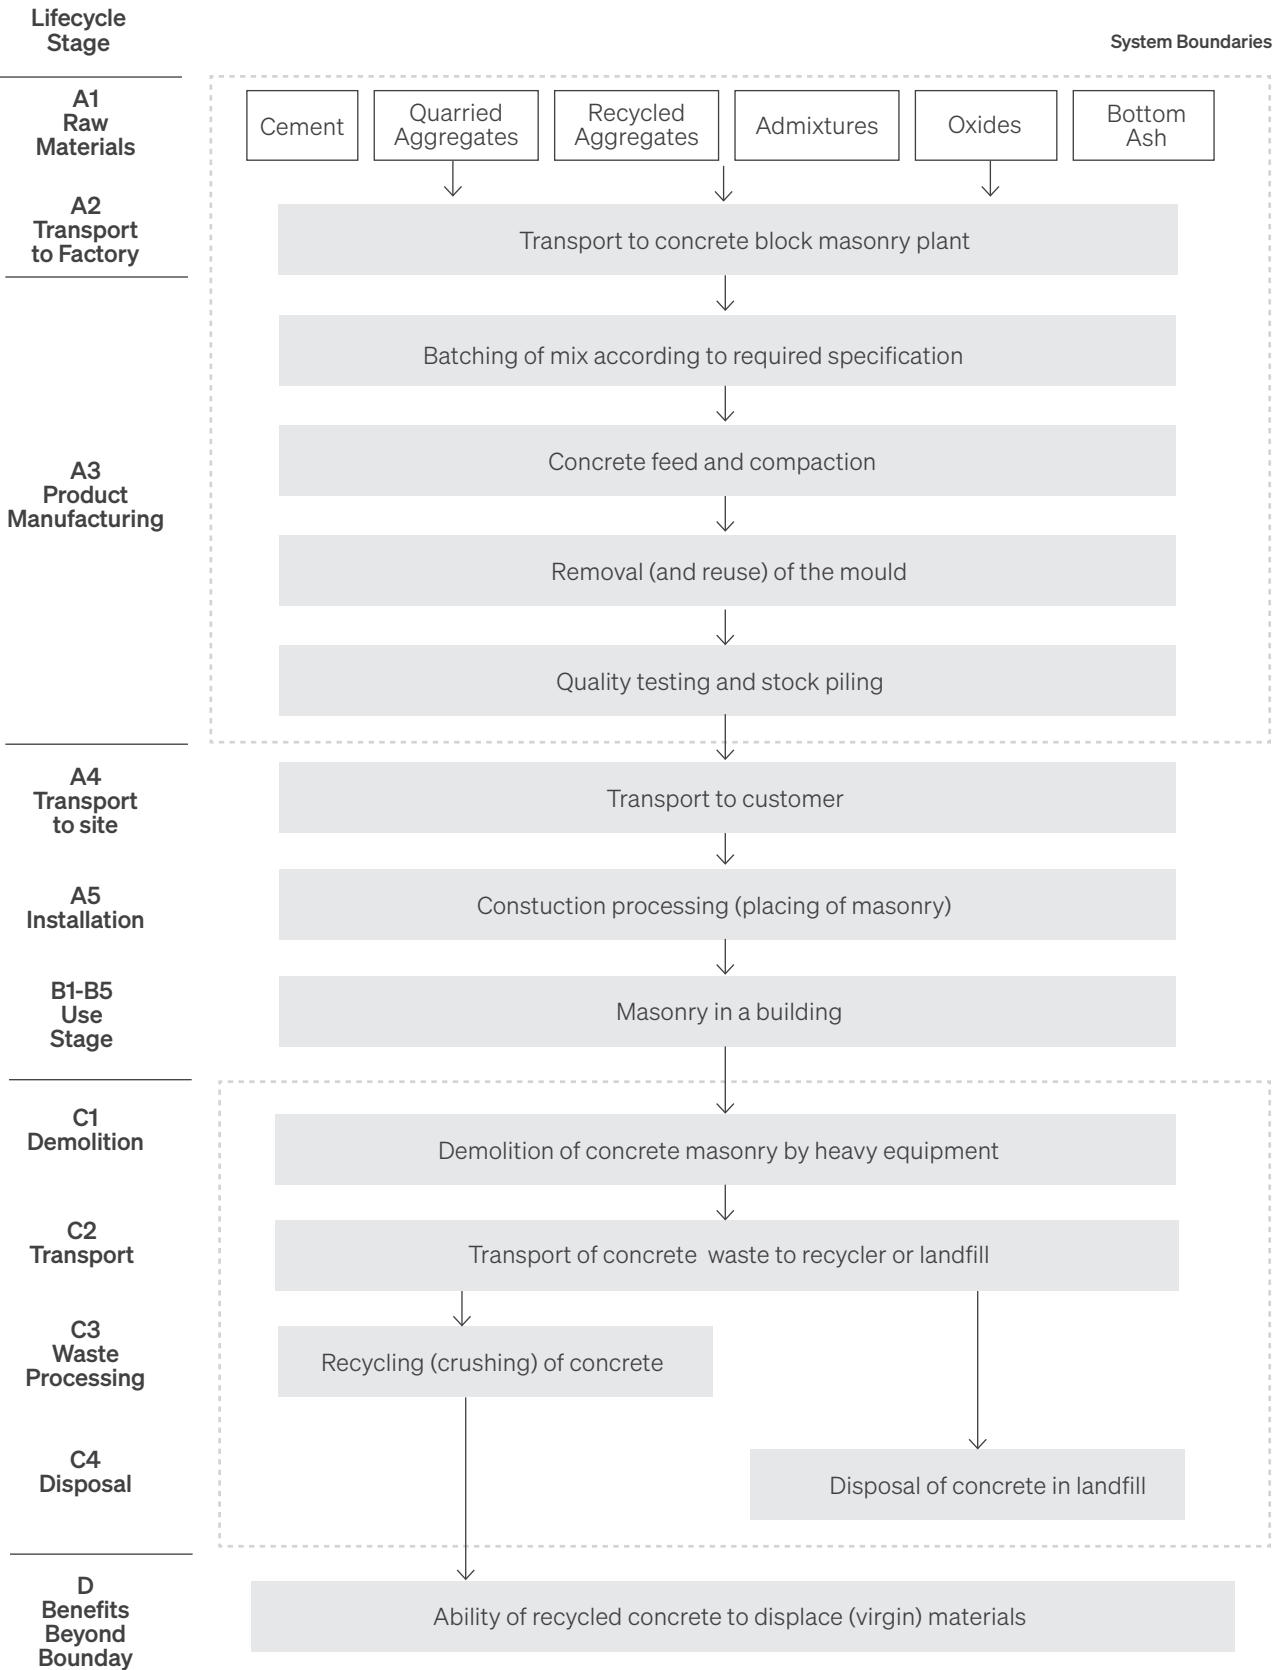 Lifecycle
Stage
System Boundaries
A1
Raw
Materials
Cement
Quarried
Aggregates
Recycled
Aggregates
Admixtures
Oxides
Bottom
Ash
A2
Transport
to Factory
Transport to concrete block masonry plant
Batching of mix according to required specification
A3
Product
Manufacturing
Concrete feed and compaction
Removal (and reuse) of the mould
Quality testing and stock piling
A4
Transport
to site
Transport to customer
A5
Installation
Constuction processing (placing of masonry)
B1-B5
Use
Stage
Masonry in a building
C1
Demolition
Demolition of concrete masonry by heavy equipment
C2
Transport
Transport of concrete waste to recycler or landfill
C3
Waste
Processing
Recycling (crushing) of concrete
C4
Disposal
Disposal of concrete in landfill
D
Benefits
Beyond
Bounday
Ability of recycled concrete to displace (virgin) materials